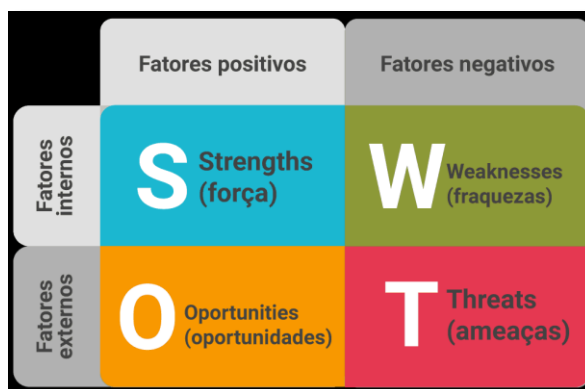 Fatores positivos
Fatores negativos
Fatores
internos
S
Strengths
(força)
W
Weaknesses
(fraquezas)
Fatores
externos
O
Oportunities
(oportunidades)
T
Threats
(ameaças)